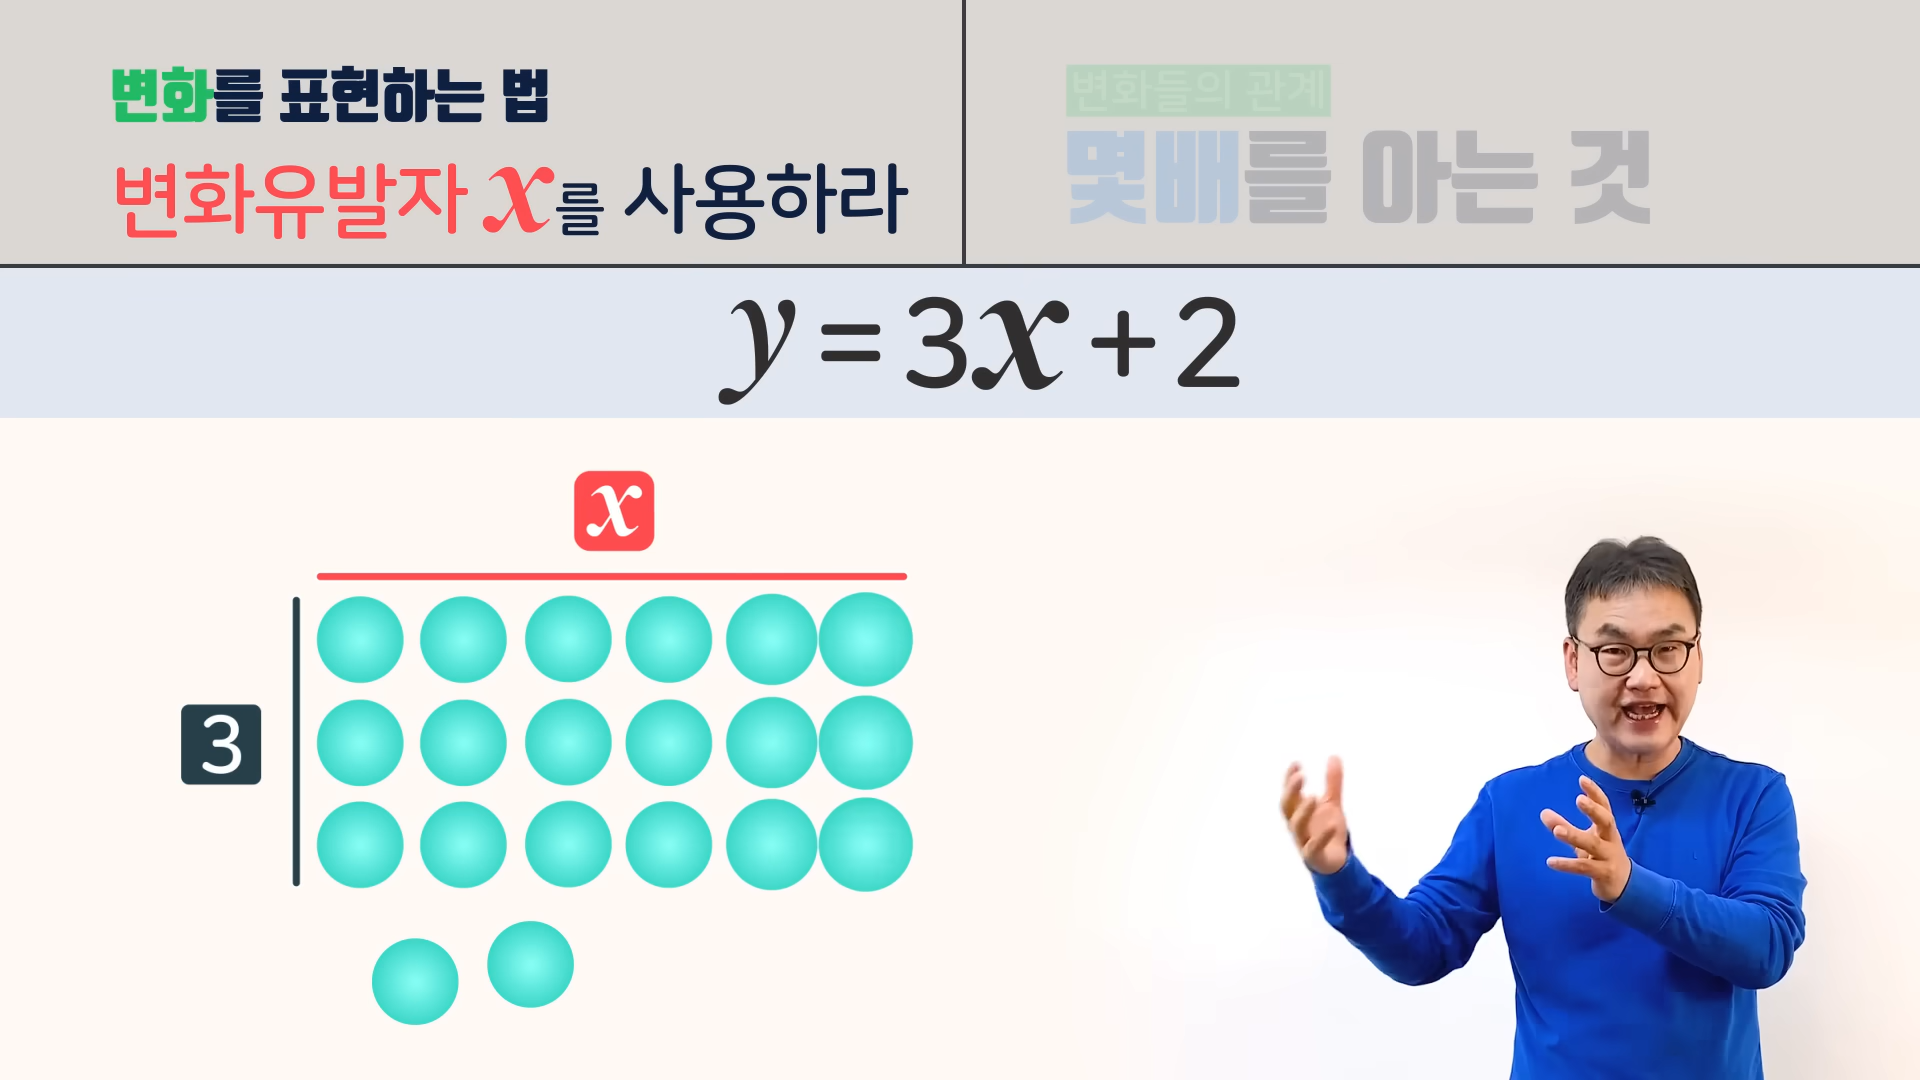 변화를 표현하는 법
변화유발자 x를 사용하라
변화들의 관계
몇배를 아는 것
y=3x+2
x
3